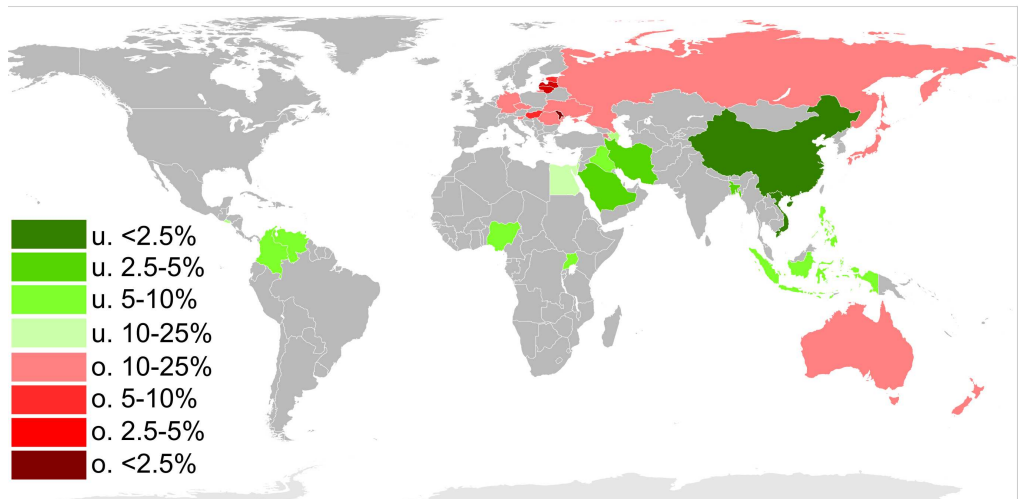 u. <2.5%
u. 2.5-5%
u. 5-10%
u. 10-25%
o. 10-25%
o. 5-10%
o. 2.5-5%
o. <2.5%